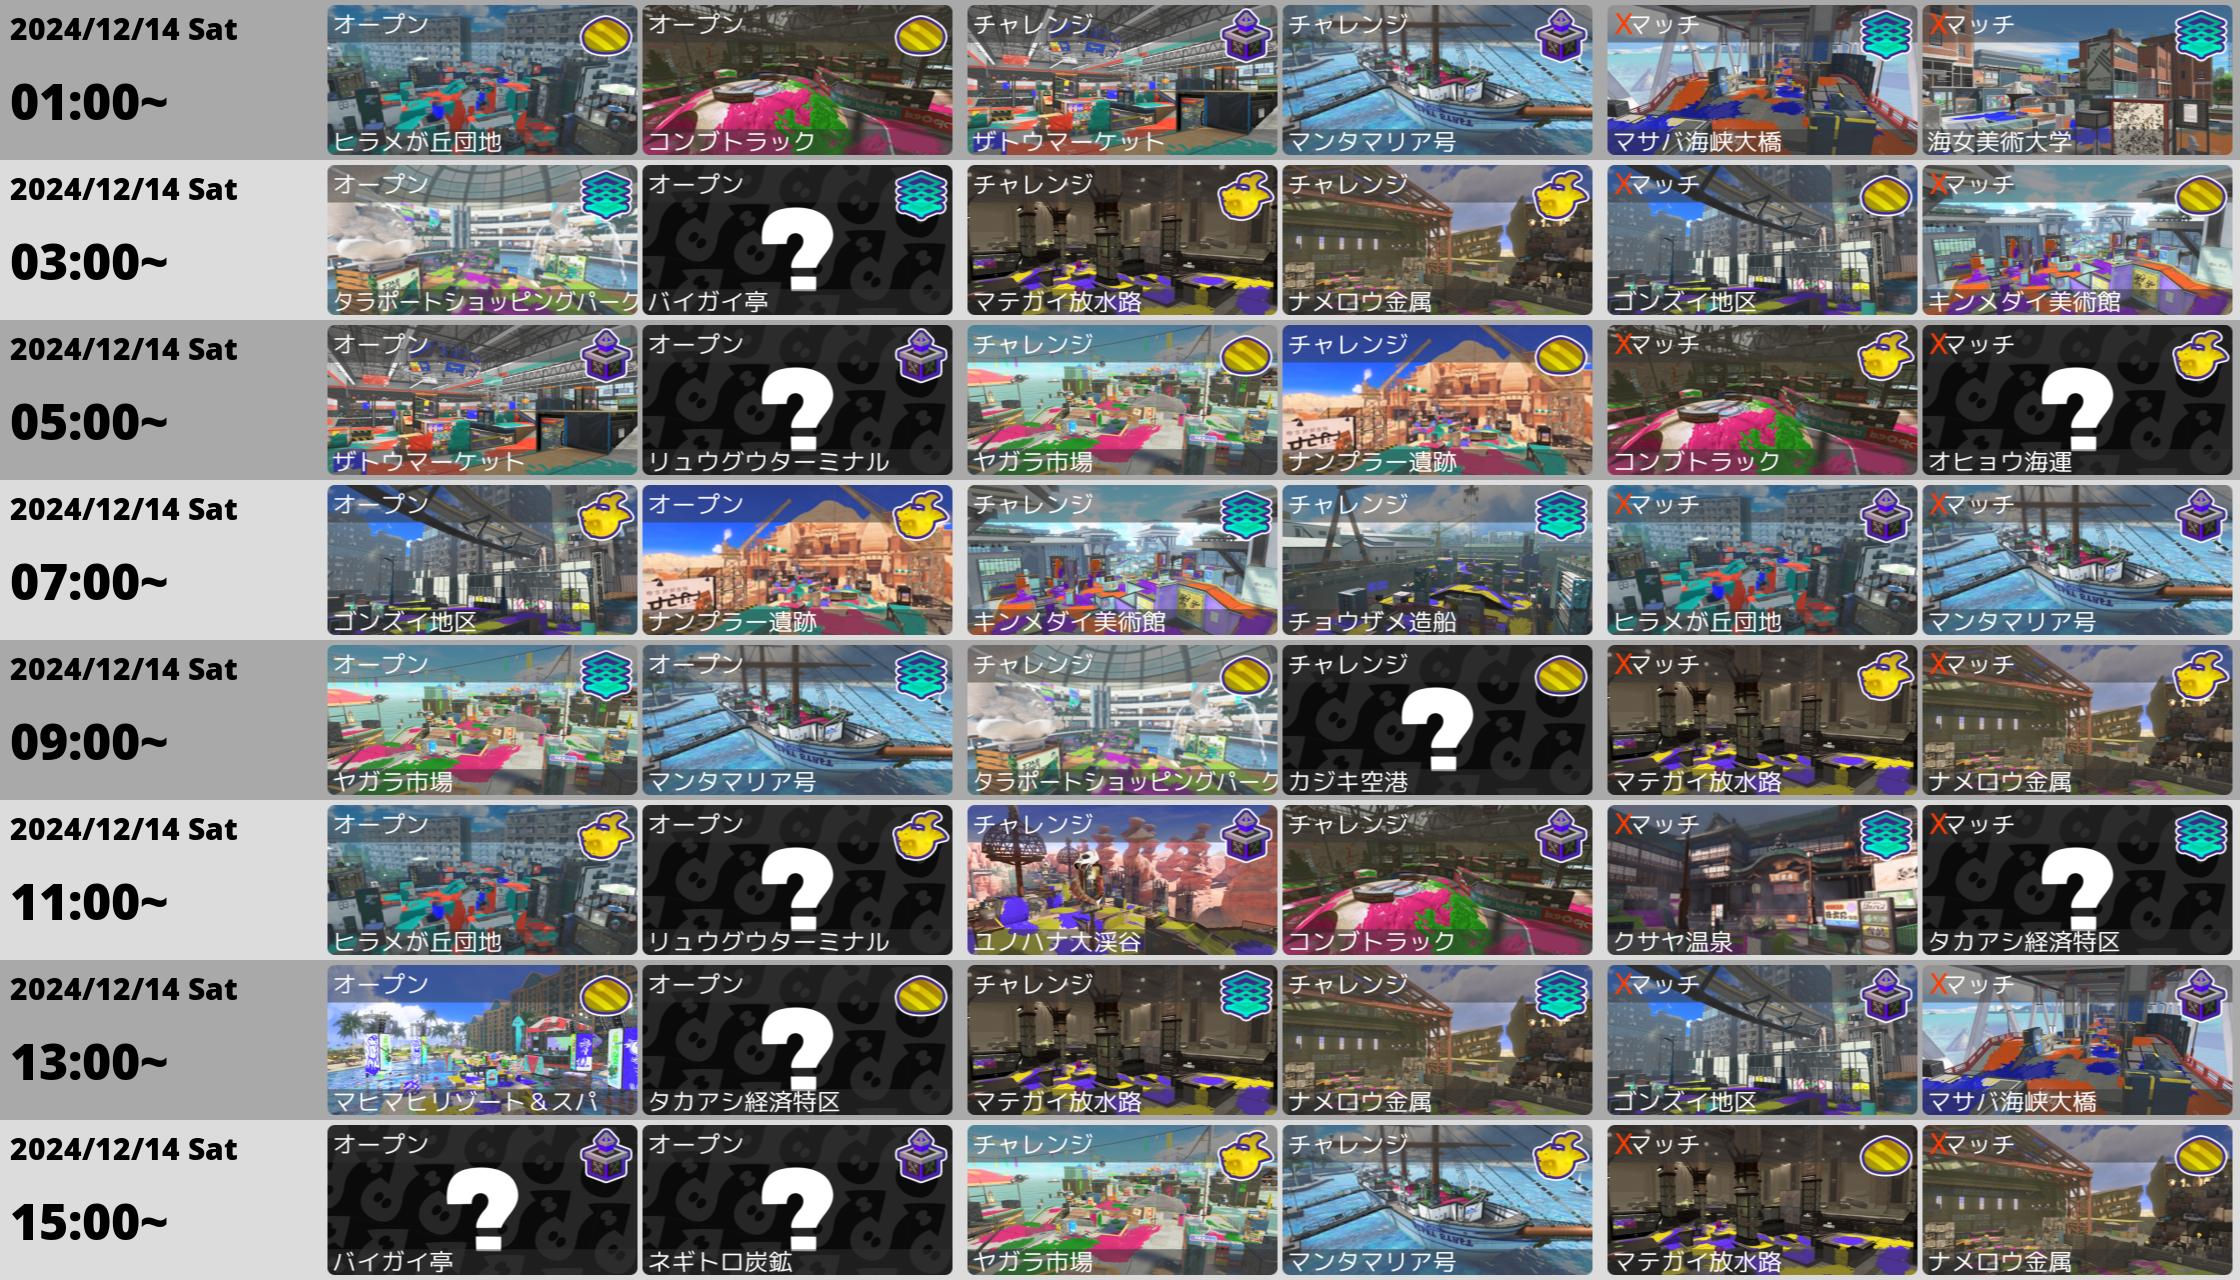 2024/12/14 Sat
01:00~
オープン
ヒラメが丘団地
オープン
コンブトラック
チャレンジ
ザトウマーケット
チャレンジ
マンタマリア号
Xマッチ
マサバ海峡大橋
Xマッチ
海女美術大学
2024/12/14 Sat
03:00~
オープン
タラポートショッピングパーク
オープン
?
バイガイ亭
チャレンジ
マテガイ放水路
チャレンジ
ナメロウ金属
Xマッチ
ゴンズイ地区
Xマッチ
キンメダイ美術館
2024/12/14 Sat
05:00~
オープン
ザトウマーケット
オープン
?
リュウグウターミナル
チャレンジ
ヤガラ市場
チャレンジ
ナンプラー遺跡
Xマッチ
コンブトラック
Xマッチ
?
オヒョウ海運
2024/12/14 Sat
07:00~
オープン
ゴンズイ地区
オープン
ナンプラー遺跡
チャレンジ
キンメダイ美術館
チャレンジ
チョウザメ造船
Xマッチ
ヒラメが丘団地
Xマッチ
マンタマリア号
2024/12/14 Sat
09:00~
オープン
ヤガラ市場
オープン
マンタマリア号
チャレンジ
タラポートショッピングパーク
チャレンジ
?
カジキ空港
Xマッチ
マテガイ放水路
Xマッチ
ナメロウ金属
2024/12/14 Sat
11:00~
オープン
ヒラメが丘団地
オープン
?
リュウグウターミナル
チャレンジ
ユノハナ大渓谷
チャレンジ
コンブトラック
Xマッチ
クサヤ温泉
Xマッチ
?
タカアシ経済特区
2024/12/14 Sat
13:00~
オープン
マヒマヒリゾート＆スパ
オープン
?
タカアシ経済特区
チャレンジ
マテガイ放水路
チャレンジ
ナメロウ金属
Xマッチ
ゴンズイ地区
Xマッチ
マサバ海峡大橋
2024/12/14 Sat
15:00~
オープン
?
バイガイ亭
オープン
?
ネギトロ炭鉱
チャレンジ
ヤガラ市場
チャレンジ
マンタマリア号
Xマッチ
マテガイ放水路
Xマッチ
ナメロウ金属